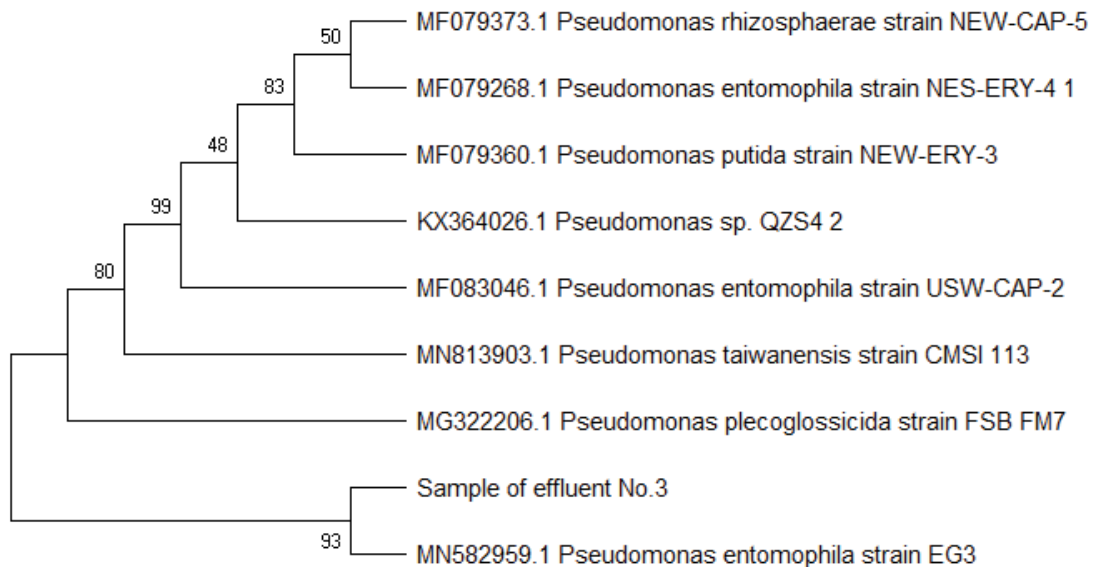 MF079373.1 Pseudomonas rhizosphaerae strain NEW-CAP-5
50
MF079268.1 Pseudomonas entomophila strain NES-ERY-4 1
83
MF079360.1 Pseudomonas putida strain NEW-ERY-3
48
KX364026.1 Pseudomonas sp. QZS4 2
99
MF083046.1 Pseudomonas entomophila strain USW-CAP-2
80
MN813903.1 Pseudomonas taiwanensis strain CMSI 113
MG322206.1 Pseudomonas plecoglossicida strain FSB FM7
Sample of effluent No.3
93
MN582959.1 Pseudomonas entomophila strain EG3